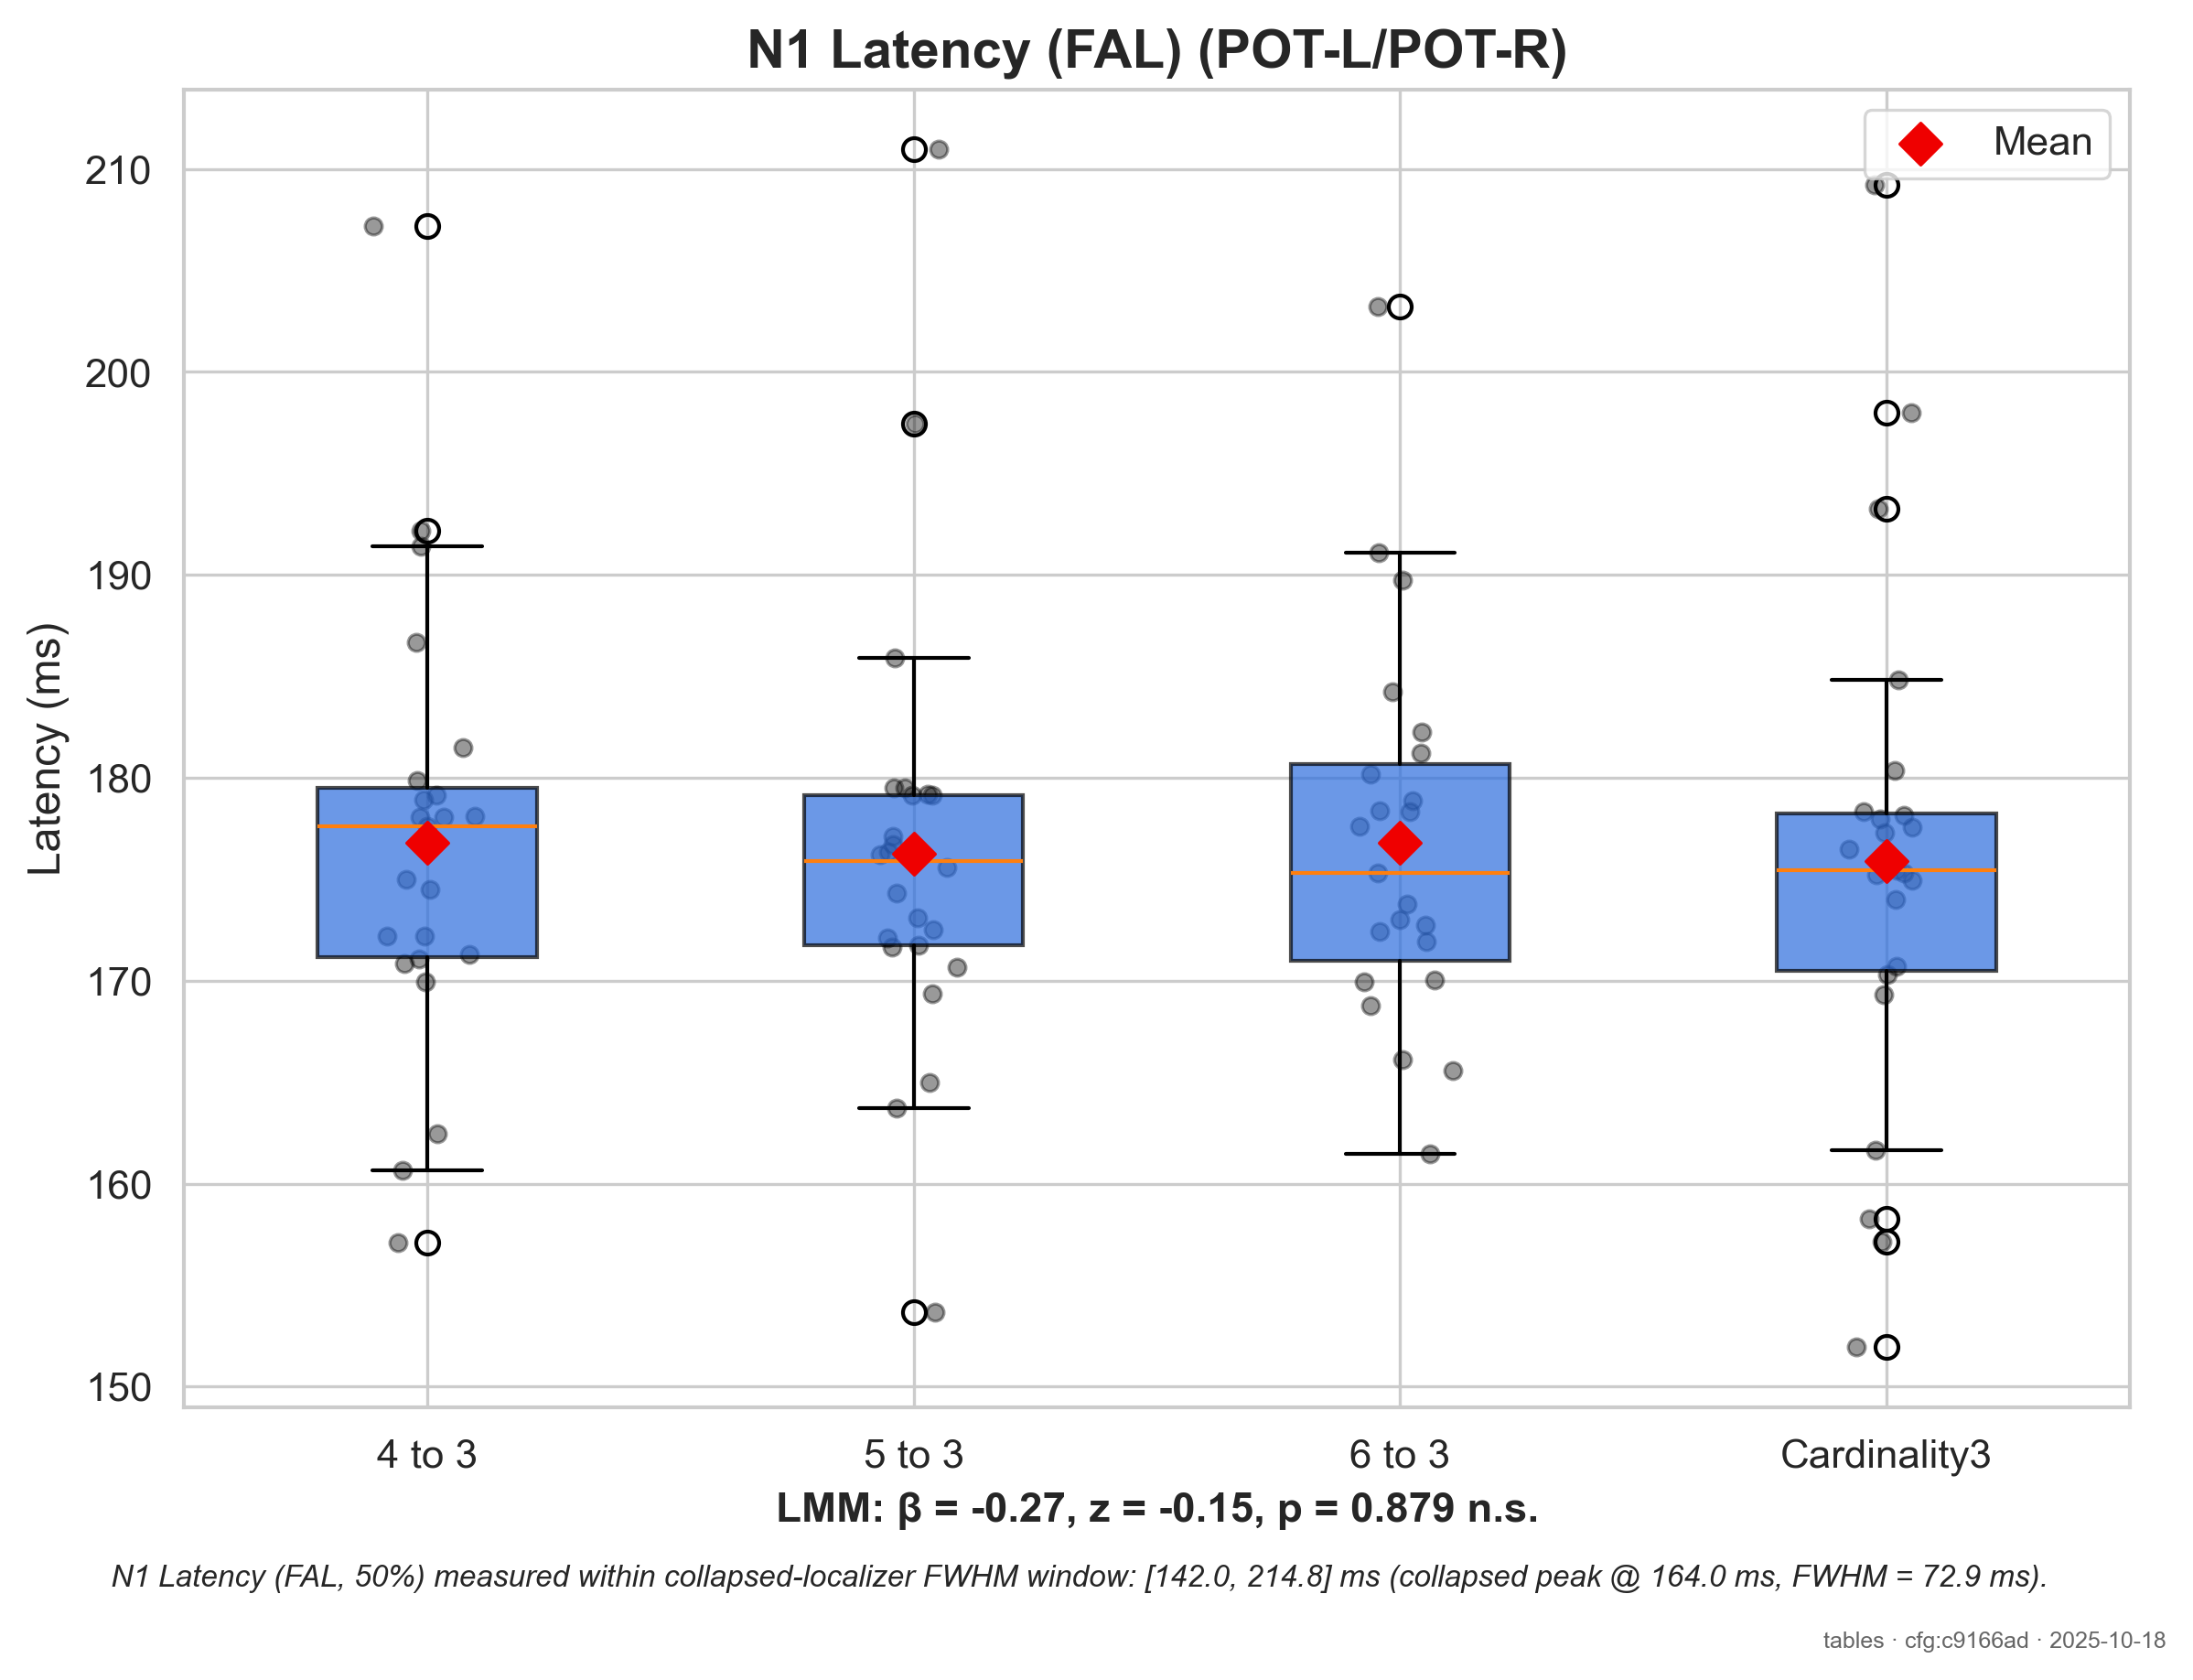 N1 Latency (FAL) (POT-L/POT-R)
Mean
Latency (ms)
210
200
190
180
170
160
150
4 to 3
5 to 3
6 to 3
Cardinality3
LMM: β = -0.27, z = -0.15, p = 0.879 n.s.
N1 Latency (FAL, 50%) measured within collapsed-localizer FWHM window: [142.0, 214.8] ms (collapsed peak @ 164.0 ms, FWHM = 72.9 ms).
tables · cfg:c9166ad · 2025-10-18